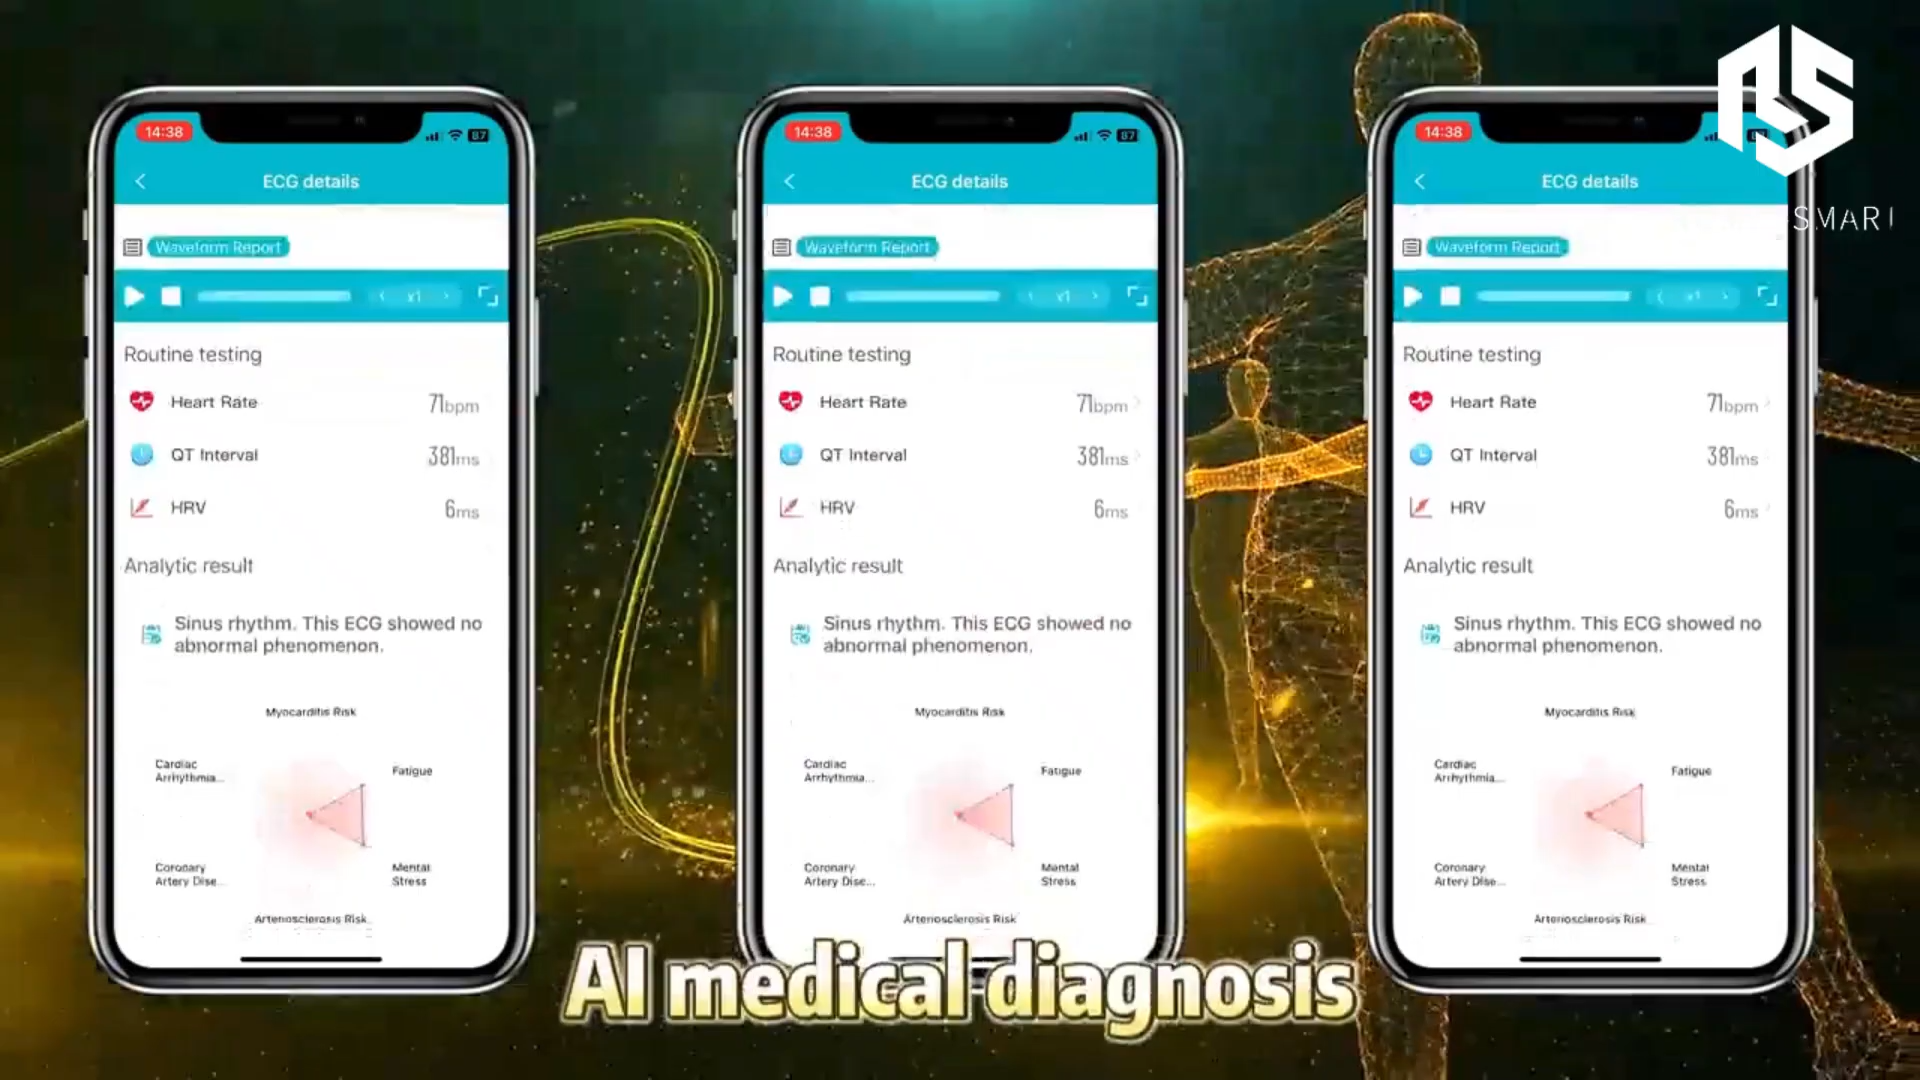 14:38
87
ECG details
Waveform Report
x1
Routine testing
Heart Rate 71bpm
QT Interval 381ms
HRV 6ms
Analytic result
Sinus rhythm. This ECG showed no
abnormal phenomenon.
Myocarditis Risk
Cardiac
Arrhythmia...
Fatigue
Coronary
Artery Dise...
Mental
Stress
Arteriosclerosis Risk
14:38
87
ECG details
Waveform Report
x1
Routine testing
Heart Rate 71bpm
QT Interval 381ms
HRV 6ms
Analytic result
Sinus rhythm. This ECG showed no
abnormal phenomenon.
Myocarditis Risk
Cardiac
Arrhythmia...
Fatigue
Coronary
Artery Dise...
Mental
Stress
Arteriosclerosis Risk
14:38
ECG details
SMART
Waveform Report
x1
Routine testing
Heart Rate 71bpm
QT Interval 381ms
HRV 6ms
Analytic result
Sinus rhythm. This ECG showed no
abnormal phenomenon.
Myocarditis Risk
Cardiac
Arrhythmia...
Fatigue
Coronary
Artery Dise...
Mental
Stress
Arteriosclerosis Risk
AI medical diagnosis